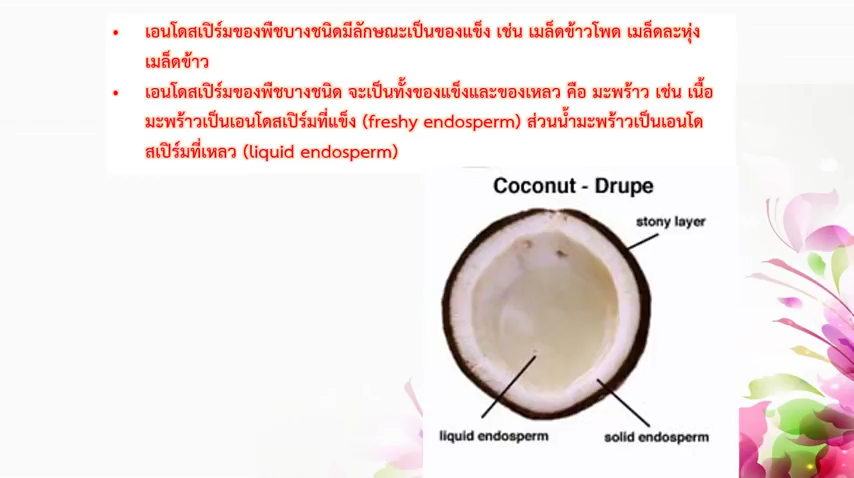 • เอนโดสเปิร์มของพืชบางชนิดมีลักษณะเป็นของแข็ง เช่น เมล็ดข้าวโพด เมล็ดละหุ่ง
เมล็ดข้าว
• เอนโดสเปิร์มของพืชบางชนิด จะเป็นทั้งของแข็งและของเหลว คือ มะพร้าว เช่น เนื้อ
มะพร้าวเป็นเอนโดสเปิร์มที่แข็ง (freshy endosperm) ส่วนน้ำมะพร้าวเป็นเอนโด
สเปิร์มที่เหลว (liquid endosperm)
Coconut - Drupe
stony layer
liquid endosperm
solid endosperm